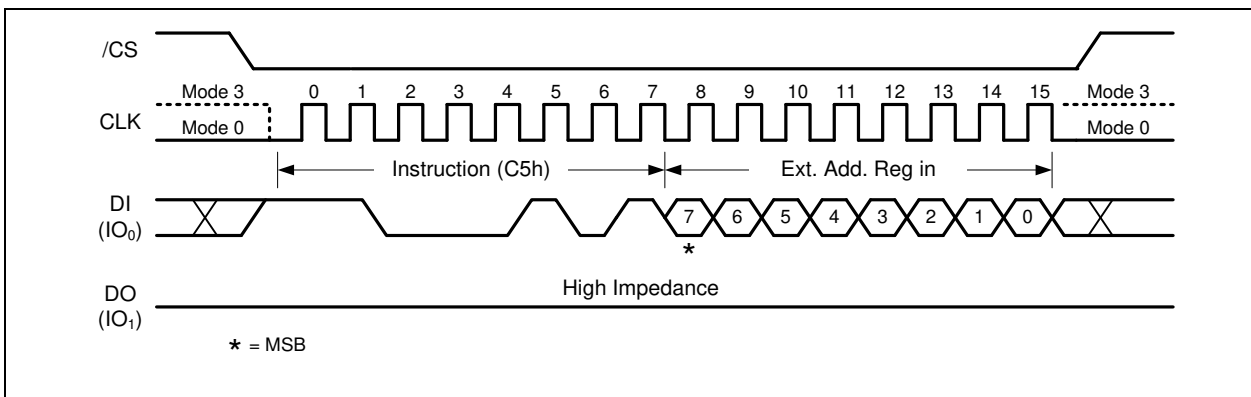 /CS
Mode 3 0 1 2 3 4 5 6 7 8 9 10 11 12 13 14 15 Mode 3
CLK
Mode 0 Mode 0
Instruction (C5h) Ext. Add. Reg in
DI
(IO₀)
7 6 5 4 3 2 1 0
*
High Impedance
DO
(IO₁)
* = MSB